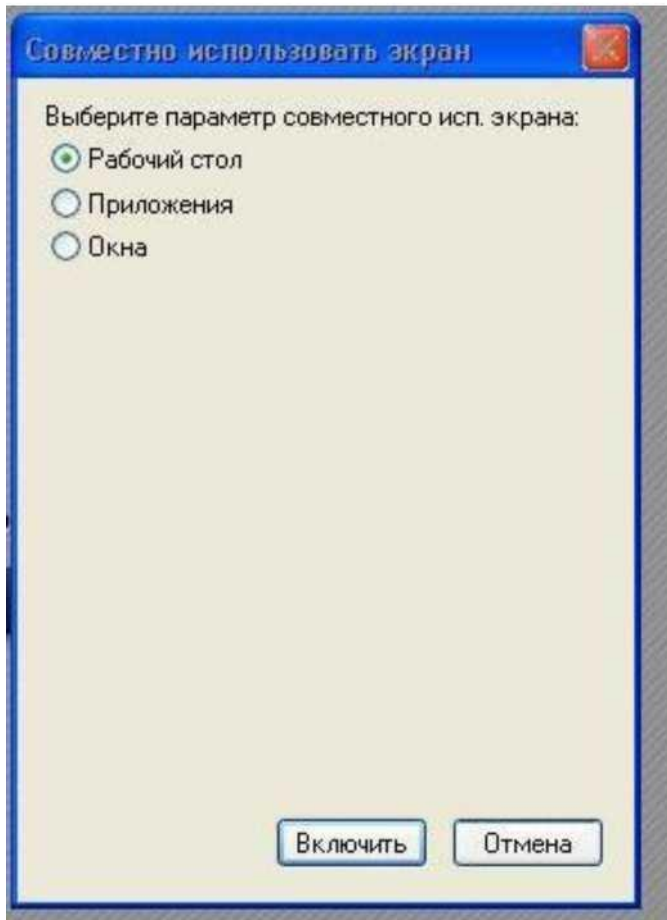 Совместно использовать экран
Выберите параметр совместного исп. экрана:
Рабочий стол
Приложения
Окна
Включить
Отмена